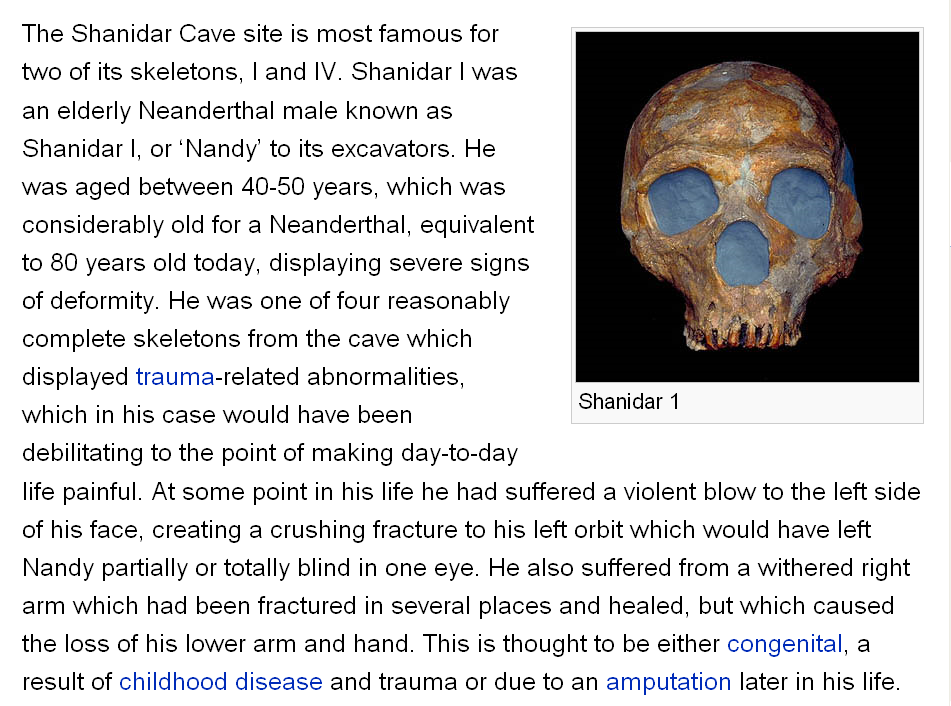 The Shanidar Cave site is most famous for
two of its skeletons, I and IV. Shanidar I was
an elderly Neanderthal male known as
Shanidar I, or ‘Nandy’ to its excavators. He
was aged between 40-50 years, which was
considerably old for a Neanderthal, equivalent
to 80 years old today, displaying severe signs
of deformity. He was one of four reasonably
complete skeletons from the cave which
displayed trauma-related abnormalities,
which in his case would have been
debilitating to the point of making day-to-day
life painful. At some point in his life he had suffered a violent blow to the left side
of his face, creating a crushing fracture to his left orbit which would have left
Nandy partially or totally blind in one eye. He also suffered from a withered right
arm which had been fractured in several places and healed, but which caused
the loss of his lower arm and hand. This is thought to be either congenital, a
result of childhood disease and trauma or due to an amputation later in his life.
Shanidar 1